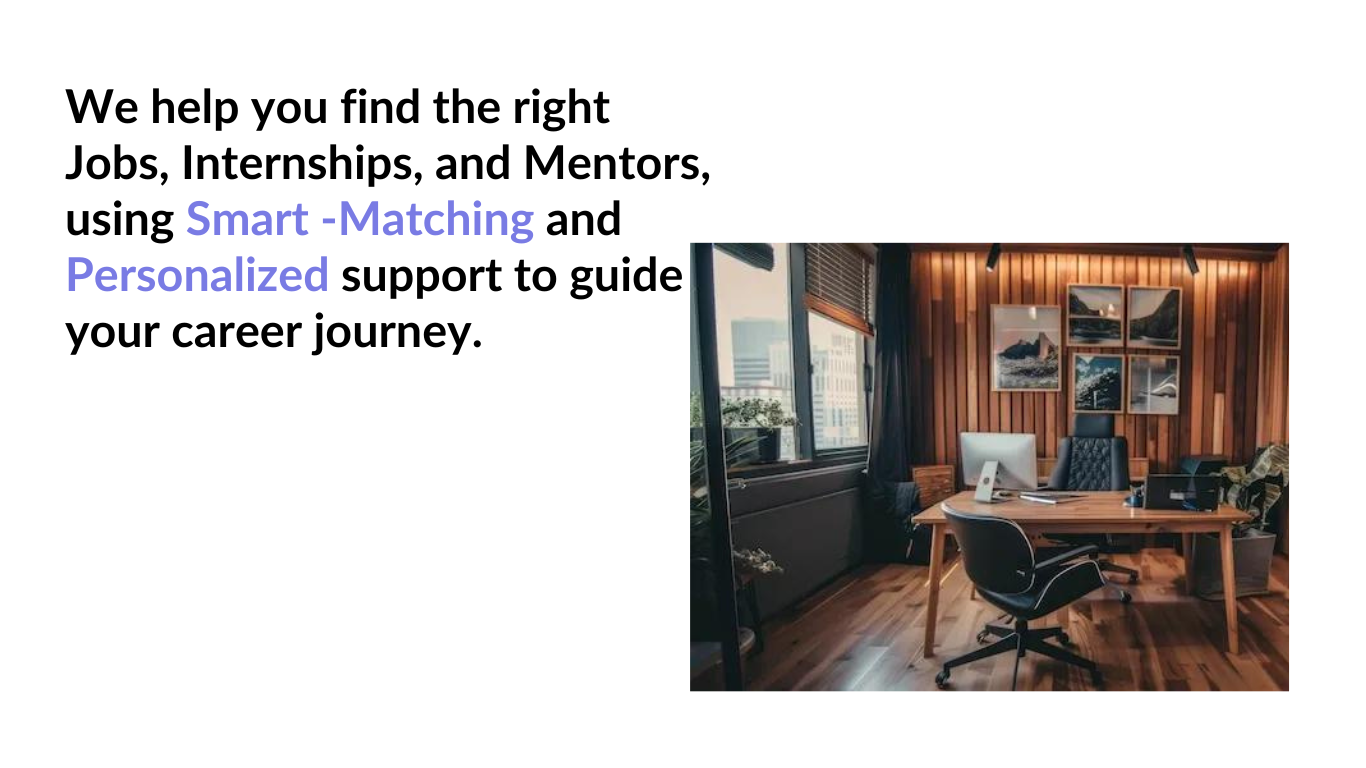 We help you find the right
Jobs, Internships, and Mentors,
using Smart -Matching and
Personalized support to guide
your career journey.